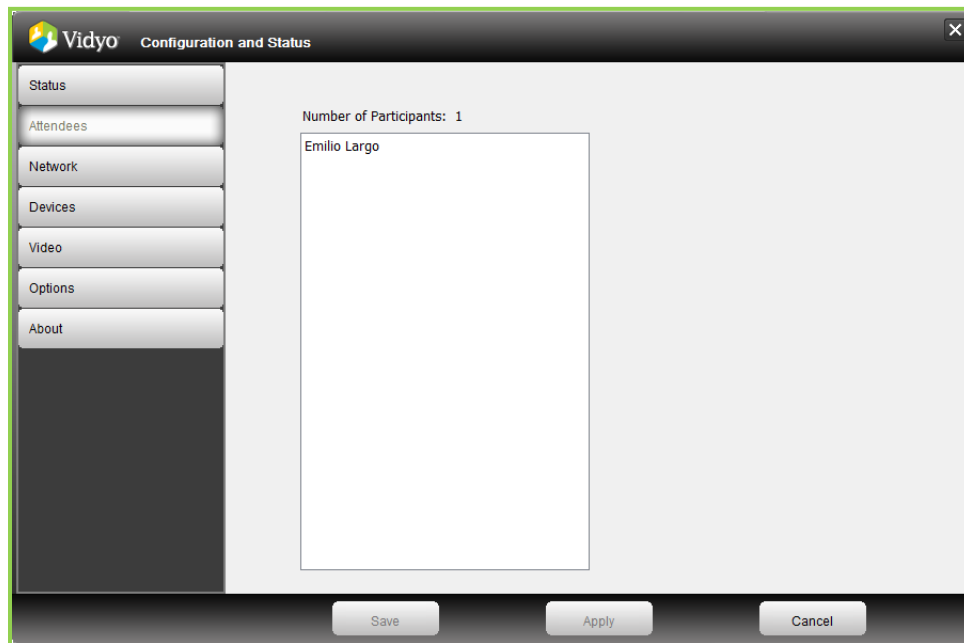 Vidyo Configuration and Status
Status
Attendees
Network
Devices
Video
Options
About
Number of Participants: 1
Emilio Largo
Save
Apply
Cancel